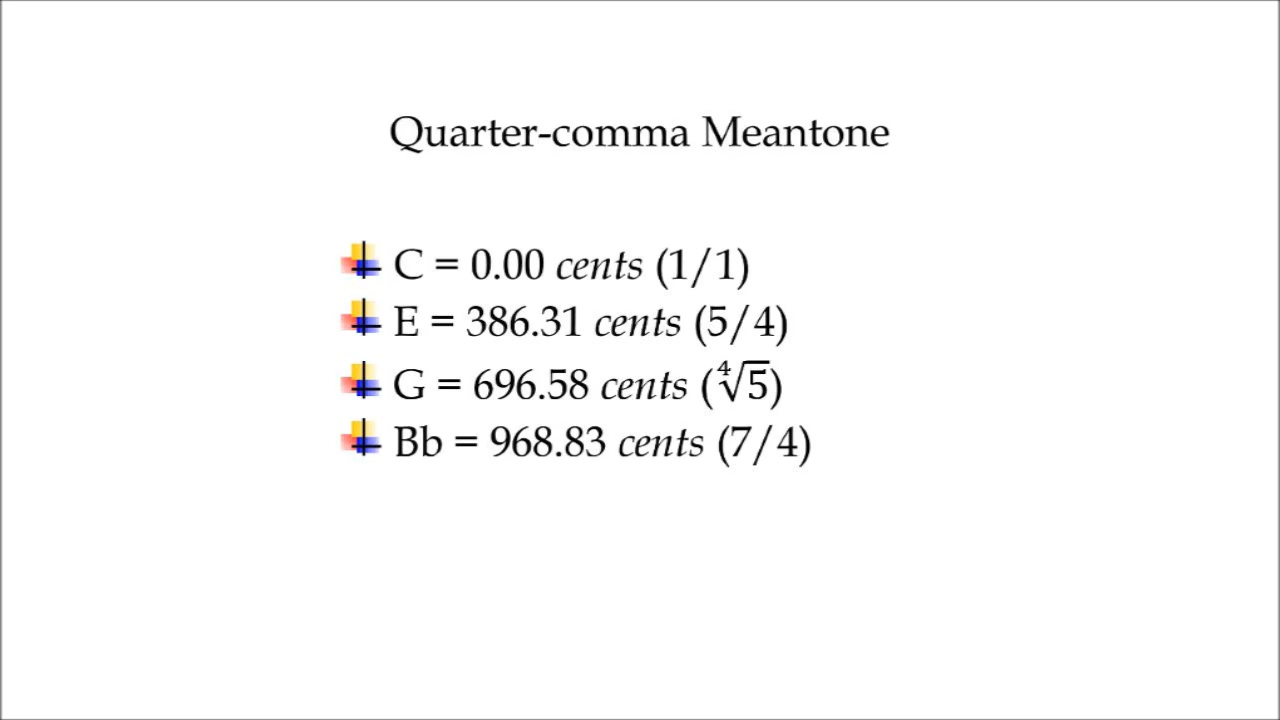 Quarter-comma Meantone
C = 0.00 cents (1/1)
E = 386.31 cents (5/4)
G = 696.58 cents (∜5)
Bb = 968.83 cents (7/4)